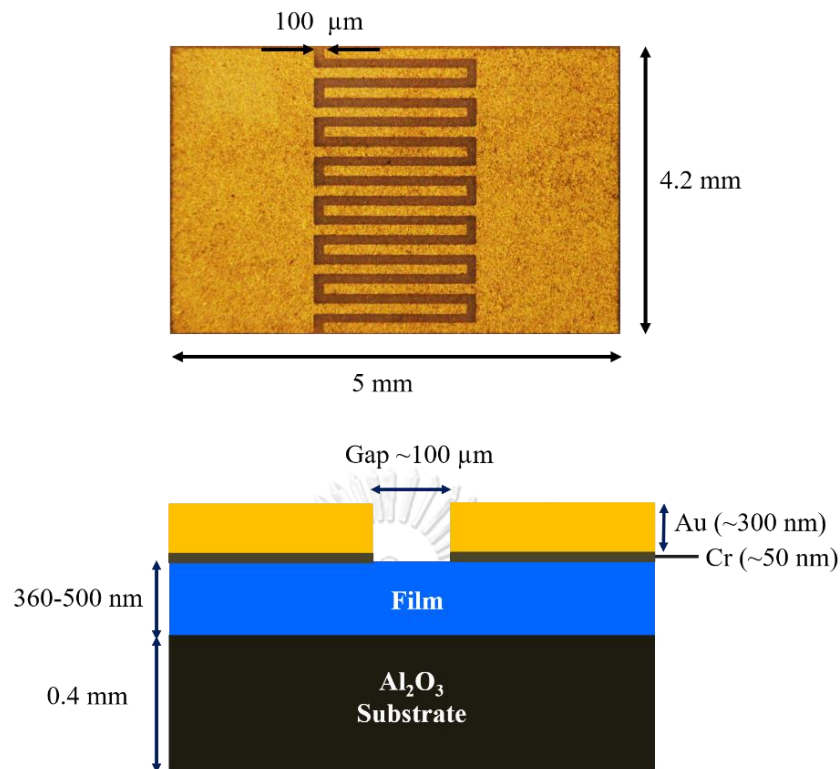 100 µm
4.2 mm
5 mm
Gap ~100 µm
Au (~300 nm)
Cr (~50 nm)
360-500 nm
Film
0.4 mm
Al₂O₃
Substrate